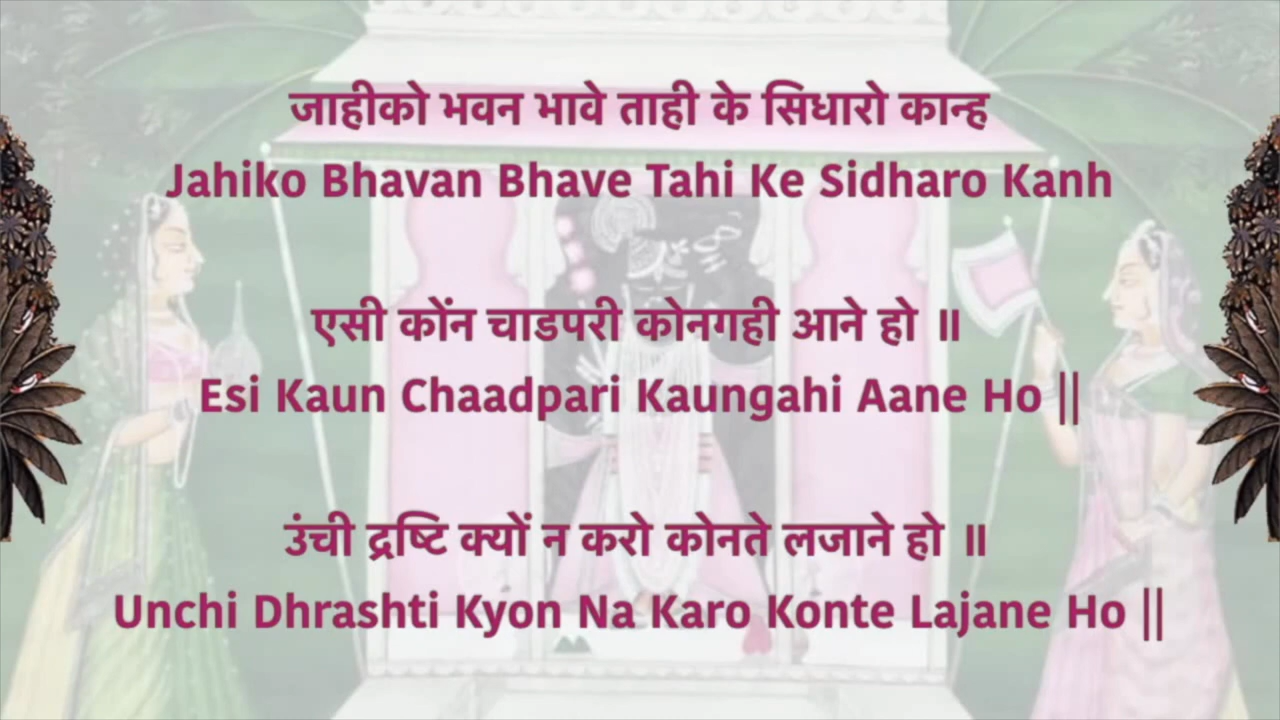 जाहीको भवन भावे ताही के सिधारो कान्ह
Jahiko Bhavan Bhave Tahi Ke Sidharo Kanh
एसी कोंन चाडपरी कोनगही आने हो ॥
Esi Kaun Chaadpari Kaungahi Aane Ho ||
उंची द्रष्टि क्यों न करो कोनते लजाने हो ॥
Unchi Dhrashti Kyon Na Karo Konte Lajane Ho ||